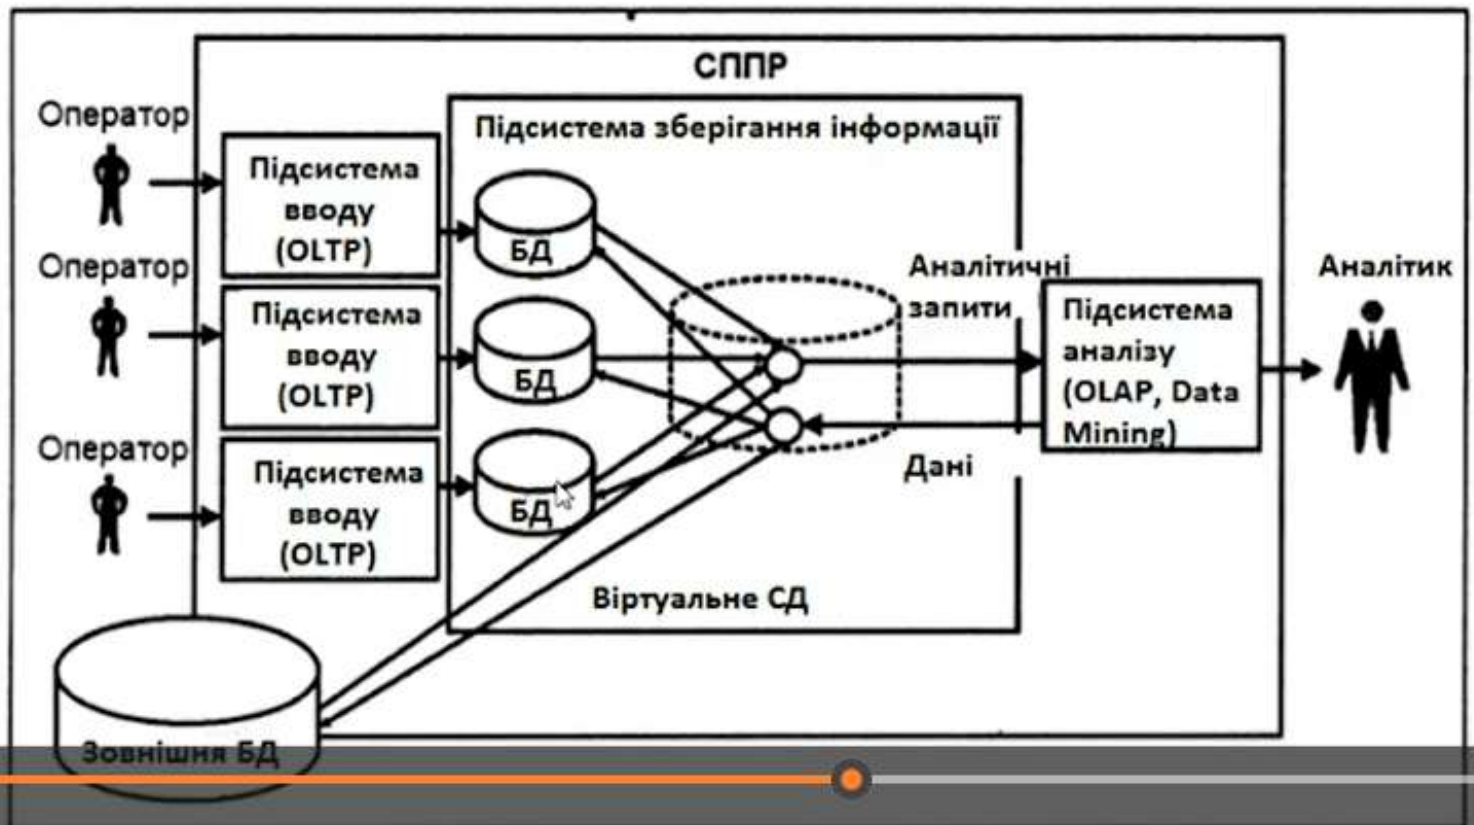 СППР
Оператор
Підсистема
вводу
(OLTP)
Оператор
Підсистема
вводу
(OLTP)
Оператор
Підсистема
вводу
(OLTP)
Підсистема зберігання інформації
БД
БД
БД
Віртуальне СД
Аналітичні
запити
Дані
Підсистема
аналізу
(OLAP, Data
Mining)
Аналітик
Зовнішня БД